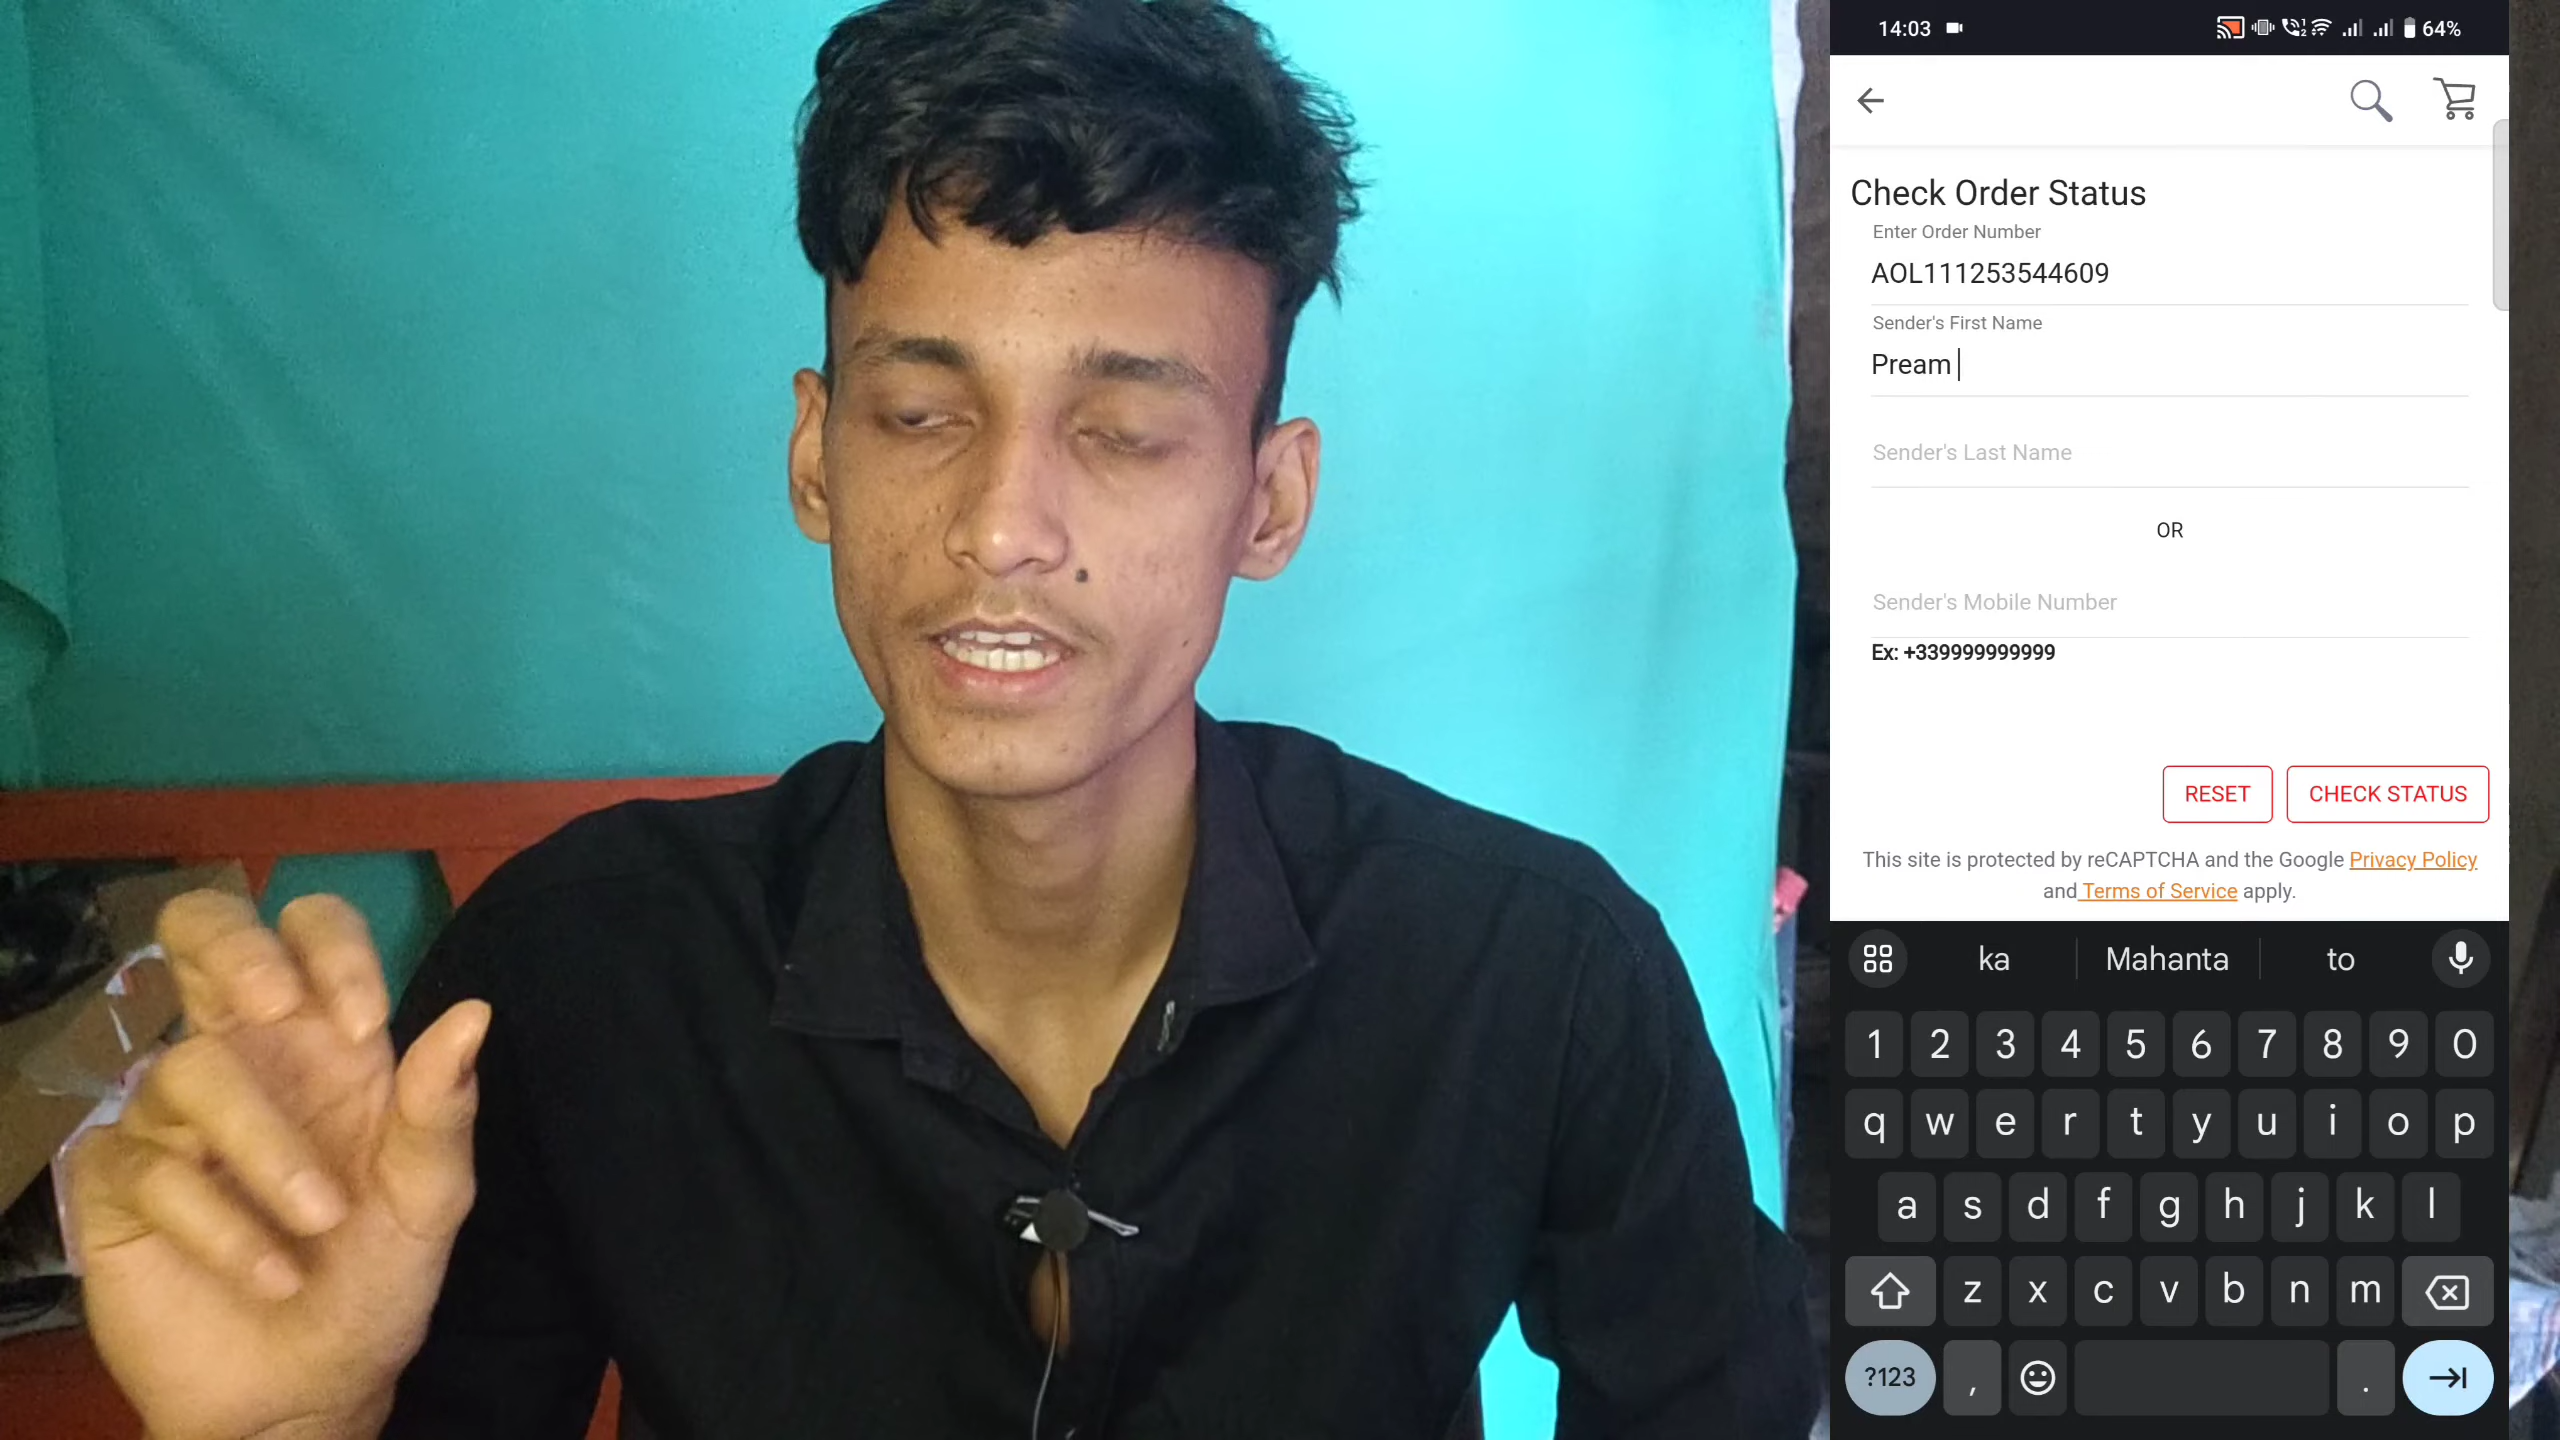 14:03
64%
Check Order Status
Enter Order Number
AOL111253544609
Sender's First Name
Pream
Sender's Last Name
OR
Sender's Mobile Number
Ex: +339999999999
RESET CHECK STATUS
This site is protected by reCAPTCHA and the Google Privacy Policy
and Terms of Service apply.
ka Mahanta to
1 2 3 4 5 6 7 8 9 0
q w e r t y u i o p
a s d f g h j k l
z x c v b n m
?123 , .